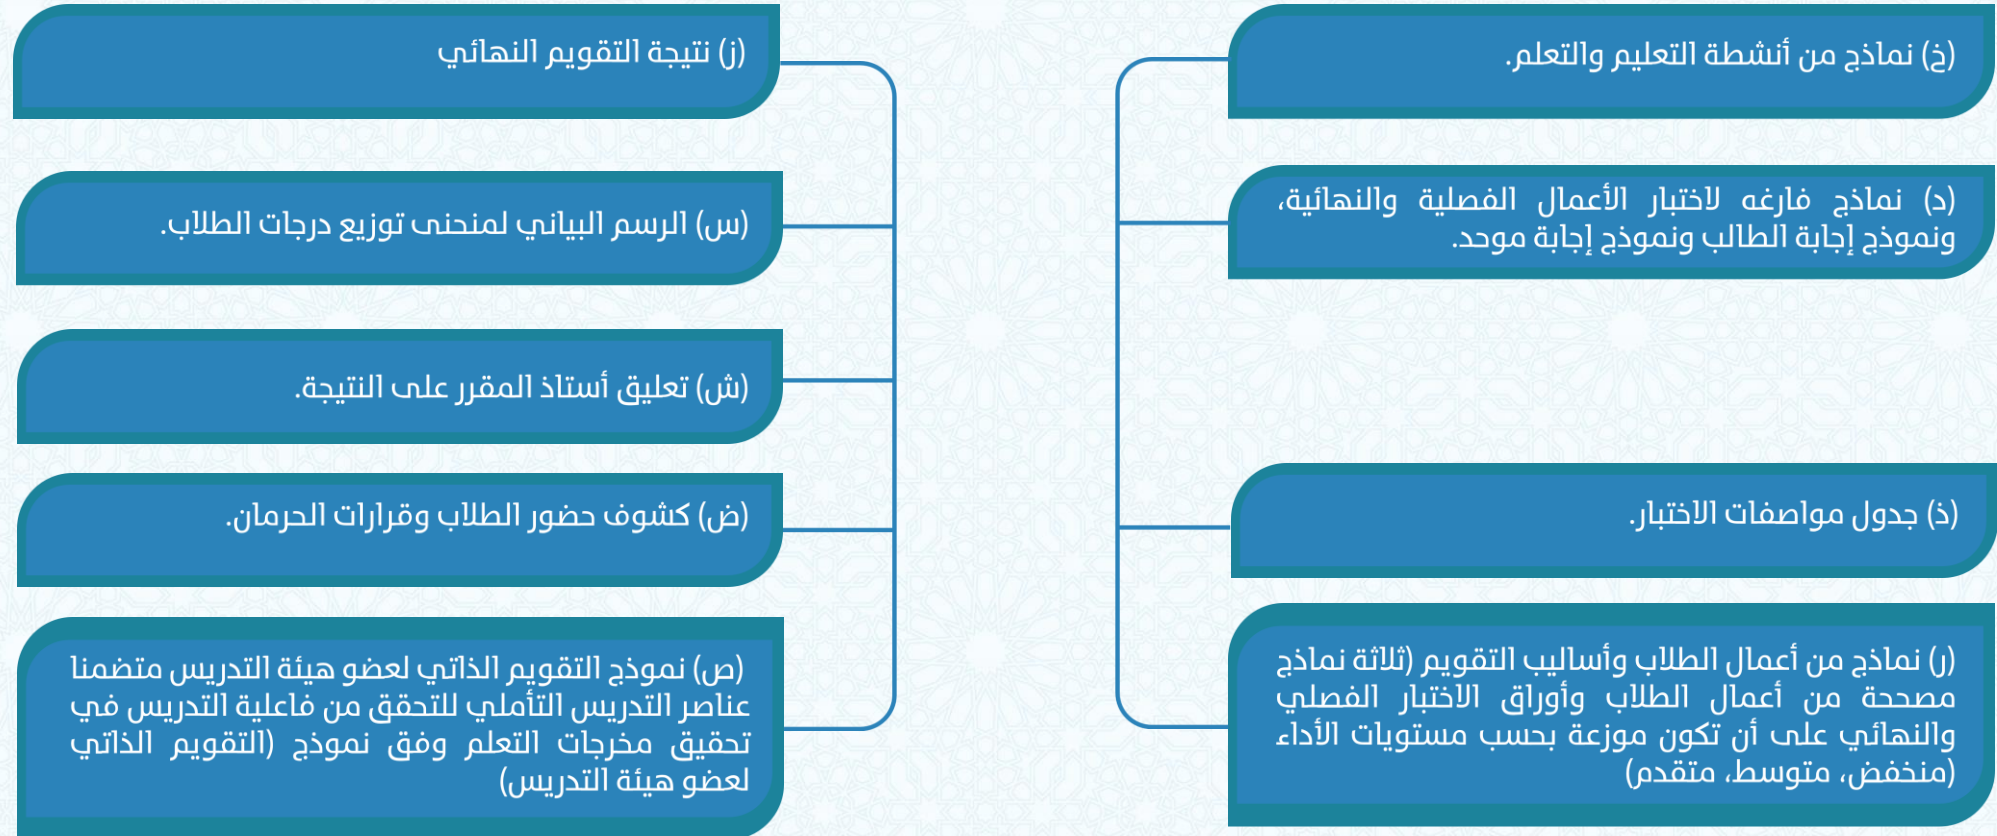 (خ) نماذج من أنشطة التعليم والتعلم.
(د) نماذج فارغه لاختبار الأعمال الفصلية والنهائية،
ونموذج إجابة الطالب ونموذج إجابة موحد.
(ذ) جدول مواصفات الاختبار.
(ر) نماذج من أعمال الطلاب وأساليب التقويم (ثلاثة نماذج
مصححة من أعمال الطلاب وأوراق الاختبار الفصلي
والنهائي على أن تكون موزعة بحسب مستويات الأداء
(منخفض، متوسط، متقدم)
(ز) نتيجة التقويم النهائي
(س) الرسم البياني لمنحنى توزيع درجات الطلاب.
(ش) تعليق أستاذ المقرر على النتيجة.
(ض) كشوف حضور الطلاب وقرارات الحرمان.
(ص) نموذج التقويم الذاتي لعضو هيئة التدريس متضمنا
عناصر التدريس التأملي للتحقق من فاعلية التدريس في
تحقيق مخرجات التعلم وفق نموذج (التقويم الذاتي
لعضو هيئة التدريس)